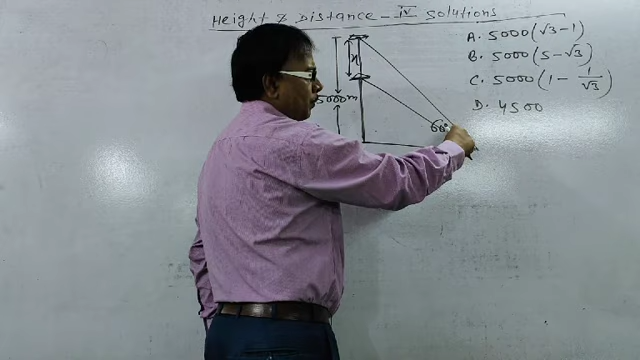 Height & Distance - IV Solutions
A. 5000(√3-1)
B. 5000(5-√3)
C. 5000(1 - 1/√3)
D. 4500
x
5000m
60°